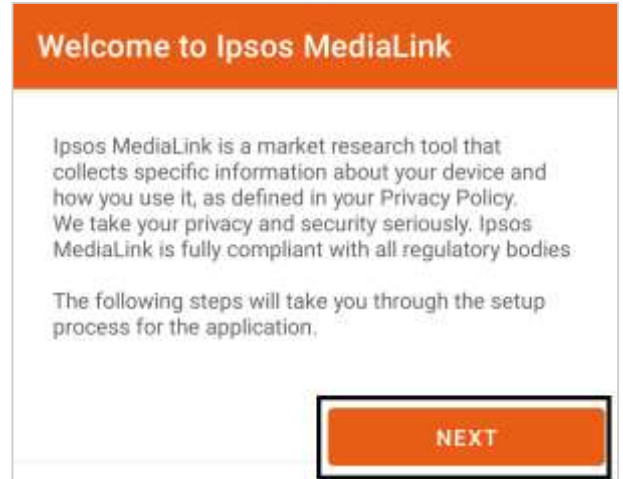 Welcome to Ipsos MediaLink
Ipsos MediaLink is a market research tool that
collects specific information about your device and
how you use it, as defined in your Privacy Policy.
We take your privacy and security seriously. Ipsos
MediaLink is fully compliant with all regulatory bodies
The following steps will take you through the setup
process for the application.
NEXT